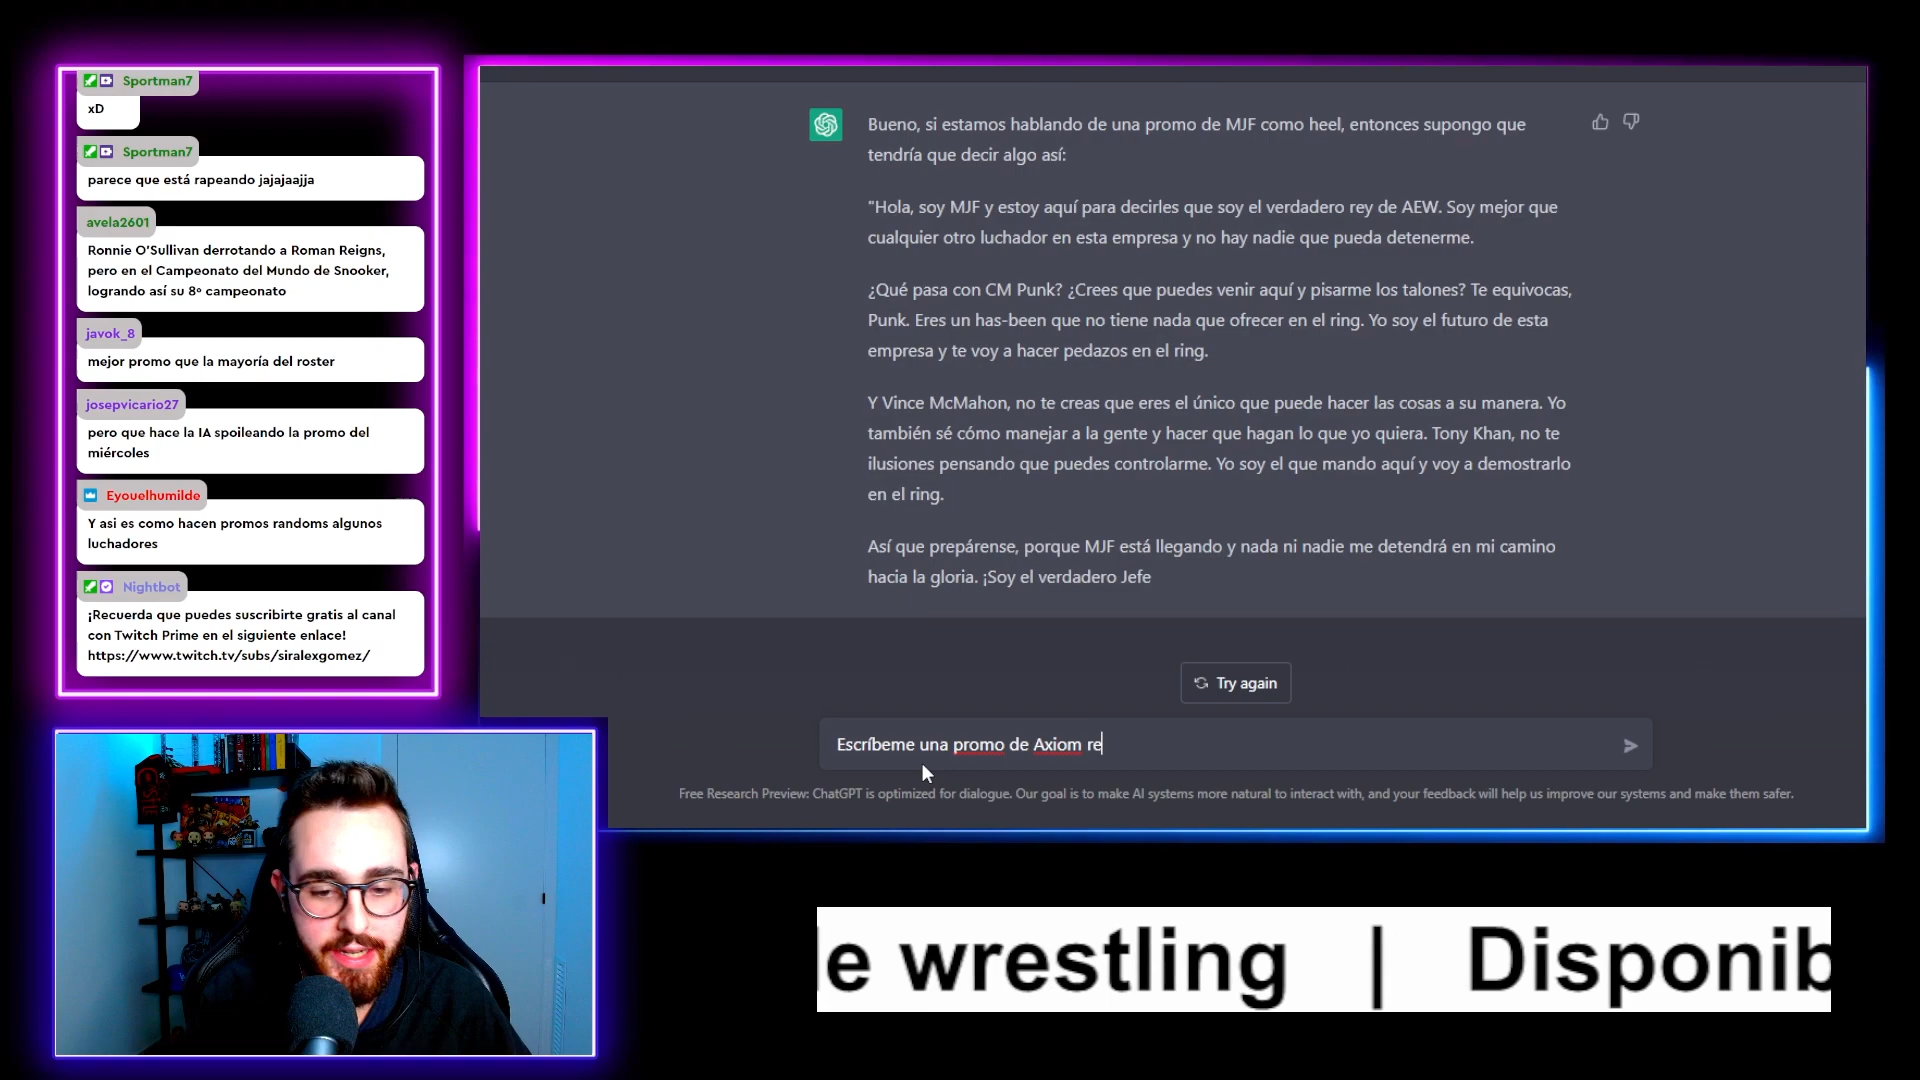 Sportman7
xD
Sportman7
parece que está rapeando jajajaajja
avela2601
Ronnie O'Sullivan derrotando a Roman Reigns,
pero en el Campeonato del Mundo de Snooker,
logrando así su 8º campeonato
javok_8
mejor promo que la mayoría del roster
josepvicario27
pero que hace la IA spoileando la promo del
miércoles
Eyouelhumilde
Y asi es como hacen promos randoms algunos
luchadores
Nightbot
¡Recuerda que puedes suscribirte gratis al canal
con Twitch Prime en el siguiente enlace!
https://www.twitch.tv/subs/siralexgomez/
Bueno, si estamos hablando de una promo de MJF como heel, entonces supongo que
tendría que decir algo así:
"Hola, soy MJF y estoy aquí para decirles que soy el verdadero rey de AEW. Soy mejor que
cualquier otro luchador en esta empresa y no hay nadie que pueda detenerme.
¿Qué pasa con CM Punk? ¿Crees que puedes venir aquí y pisarme los talones? Te equivocas,
Punk. Eres un has-been que no tiene nada que ofrecer en el ring. Yo soy el futuro de esta
empresa y te voy a hacer pedazos en el ring.
Y Vince McMahon, no te creas que eres el único que puede hacer las cosas a su manera. Yo
también sé cómo manejar a la gente y hacer que hagan lo que yo quiera. Tony Khan, no te
ilusiones pensando que puedes controlarme. Yo soy el que mando aquí y voy a demostrarlo
en el ring.
Así que prepárense, porque MJF está llegando y nada ni nadie me detendrá en mi camino
hacia la gloria. ¡Soy el verdadero Jefe
Try again
Escríbeme una promo de Axiom re
Free Research Preview: ChatGPT is optimized for dialogue. Our goal is to make AI systems more natural to interact with, and your feedback will help us improve our systems and make them safer.
e wrestling | Disponib